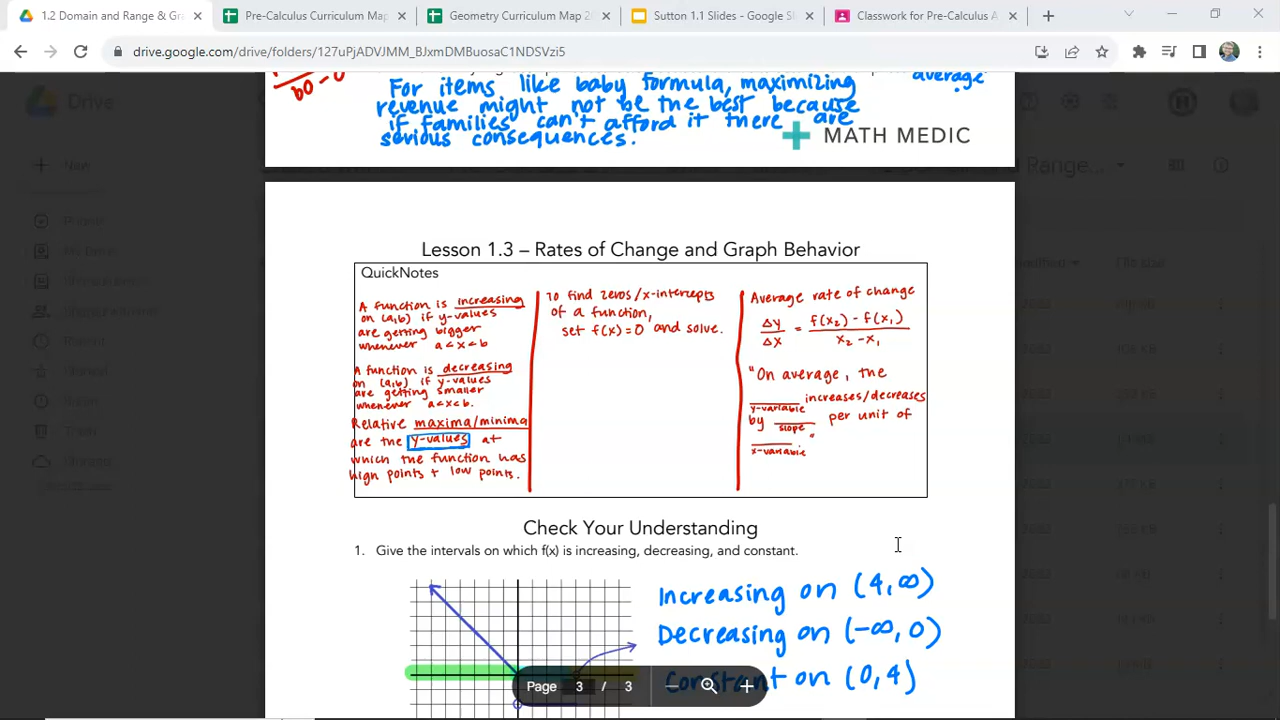 1.2 Domain and Range & Gr
Pre-Calculus Curriculum Map
Geometry Curriculum Map 2
Sutton 1.1 Slides - Google Sl
Classwork for Pre-Calculus A
drive.google.com/drive/folders/127uPjADVJMM_BJxmDMBuosaC1NDSVzi5
Drive
average
For items like baby formula, maximizing
revenue might not be the best because
if families can't afford it there are
serious consequences.
MATH MEDIC
Lesson 1.3 – Rates of Change and Graph Behavior
QuickNotes
A function is increasing
on (a,b) if y-values
are getting bigger
whenever a<x<b
A function is decreasing
on (a,b) if y-values
are getting smaller
whenever a<x<b.
Relative maxima/minima
are the y-values at
which the function has
high points + low points.
To find zeros/x-intercepts
of a function,
set f(x)=0 and solve.
Average rate of change
Δy/Δx = f(x₂) - f(x₁) / x₂ - x₁
"On average, the
increases/decreases
y-variable
by per unit of
slope
"
x-variable
Check Your Understanding
1. Give the intervals on which f(x) is increasing, decreasing, and constant.
Increasing on (4,∞)
Decreasing on (-∞, 0)
Constant on (0,4)
Page 3 / 3